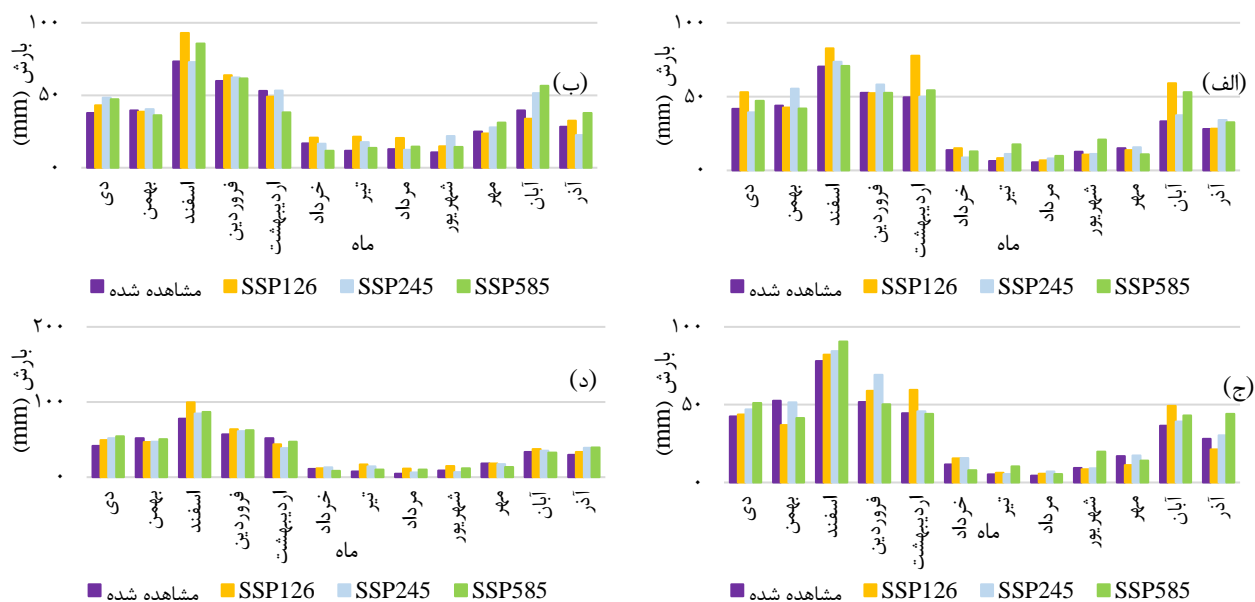 ۱۰۰
۵۰
۰
بارش (mm)
(الف)
دی
بهمن
اسفند
فروردین
اردیبهشت
خرداد
تیر
مرداد
شهریور
مهر
آبان
آذر
ماه
مشاهده شده SSP126 SSP245 SSP585
۱۰۰
۵۰
۰
بارش (mm)
(ب)
دی
بهمن
اسفند
فروردین
اردیبهشت
خرداد
تیر
مرداد
شهریور
مهر
آبان
آذر
ماه
مشاهده شده SSP126 SSP245 SSP585
۱۰۰
۵۰
۰
بارش (mm)
(ج)
دی
بهمن
اسفند
فروردین
اردیبهشت
خرداد
تیر
مرداد
شهریور
مهر
آبان
آذر
ماه
مشاهده شده SSP126 SSP245 SSP585
۲۰۰
۱۰۰
۰
بارش (mm)
(د)
دی
بهمن
اسفند
فروردین
اردیبهشت
خرداد
تیر
مرداد
شهریور
مهر
آبان
آذر
ماه
مشاهده شده SSP126 SSP245 SSP585